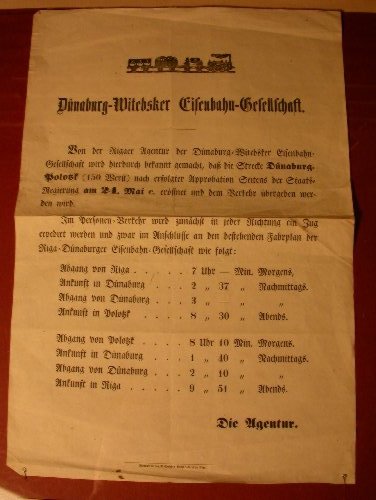 Dünaburg-Witebsker Eisenbahn-Gesellschaft.
Von der Rigaer Agentur der Dünaburg-Witebsker Eisenbahn-
Gesellschaft wird hierdurch bekannt gemacht, daß die Strecke Dünaburg-
Polotzk (150 Werst) nach erfolgter Approbation Seitens der Staats-
Regierung am 24. Mai c. eröffnet und dem Verkehr übergeben wer-
den wird.
Im Personen-Verkehr wird zunächst in jeder Richtung ein Zug
expedirt werden und zwar im Anschlusse an den bestehenden Fahrplan der
Riga-Dünaburger Eisenbahn-Gesellschaft wie folgt:
Abgang von Riga . . . . 7 Uhr — Min. Morgens,
Ankunft in Dünaburg . . . . 2 „ 37 „ Nachmittags.
Abgang von Dünaburg . . . . 3 „ — „ „
Ankunft in Polotzk . . . . 8 „ 30 „ Abends.
Abgang von Polotzk . . . . 8 Uhr 10 Min. Morgens.
Ankunft in Dünaburg . . . . 1 „ 40 „ Nachmittags.
Abgang von Dünaburg . . . . 2 „ 10 „ „
Ankunft in Riga . . . . . 9 „ 51 „ Abends.
Die Agentur.